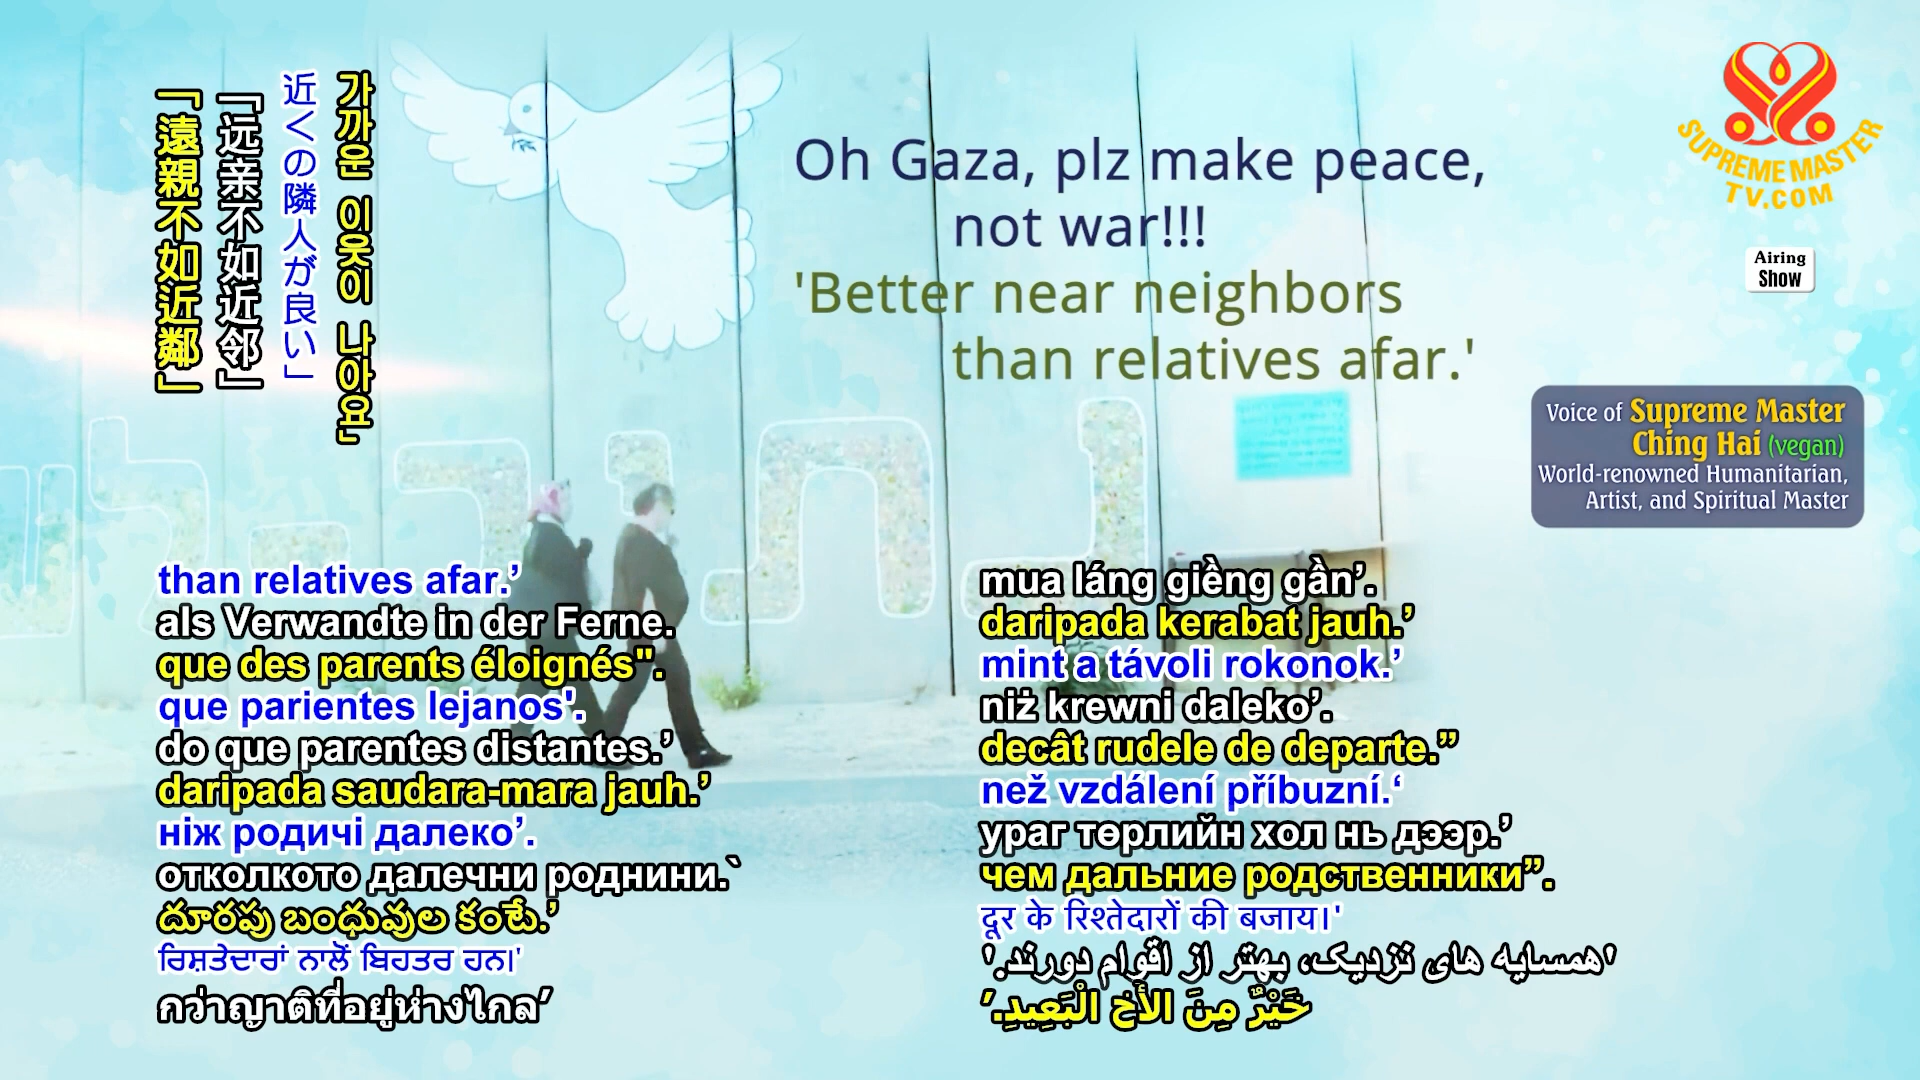 「遠親不如近鄰」
「远亲不如近邻」
近くの隣人が良い」
가까운 이웃이 나아요」
Oh Gaza, plz make peace,
not war!!!
'Better near neighbors
than relatives afar.'
SUPREME MASTER
TV.COM
Airing
Show
Voice of Supreme Master
Ching Hai (vegan)
World-renowned Humanitarian,
Artist, and Spiritual Master
than relatives afar.’
als Verwandte in der Ferne.
que des parents éloignés".
que parientes lejanos'.
do que parentes distantes.’
daripada saudara-mara jauh.’
ніж родичі далеко’.
отколкото далечни роднини.`
దూరపు బంధువుల కంటే.’
ਰਿਸ਼ਤੇਦਾਰਾਂ ਨਾਲੋਂ ਬਿਹਤਰ ਹਨ।'
กว่าญาติที่อยู่ห่างไกล’
mua láng giềng gần’.
daripada kerabat jauh.’
mint a távoli rokonok.’
niż krewni daleko’.
decât rudele de departe.”
než vzdálení příbuzní.‘
ураг төрлийн хол нь дээр.’
чем дальние родственники”.
दूर के रिश्तेदारों की बजाय।'
'همسایه های نزدیک، بهتر از اقوام دورند.'
خَيْرٌ مِنَ الأَخِ الْبَعِيدِ.’